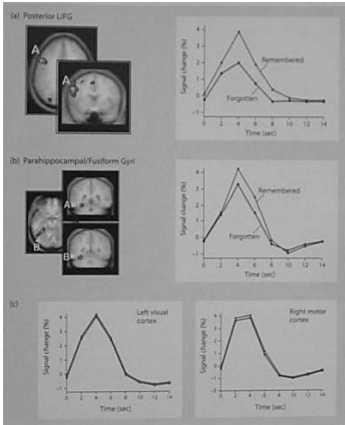 (a) Posterior LIFG
A
A
Signal change (%)
4
3
2
1
0
−1
Remembered
Forgotten
0 2 4 6 8 10 12 14
Time (sec)
(b) Parahippocampal/Fusiform Gyri
A
B
B
Signal change (%)
4
3
2
1
0
−1
Remembered
Forgotten
0 2 4 6 8 10 12 14
Time (sec)
(c)
Signal change (%)
4
3
2
1
0
−1
Left visual
cortex
0 2 4 6 8 10 12 14
Time (sec)
Signal change (%)
4
3
2
1
0
−1
Right motor
cortex
0 2 4 6 8 10 12 14
Time (sec)